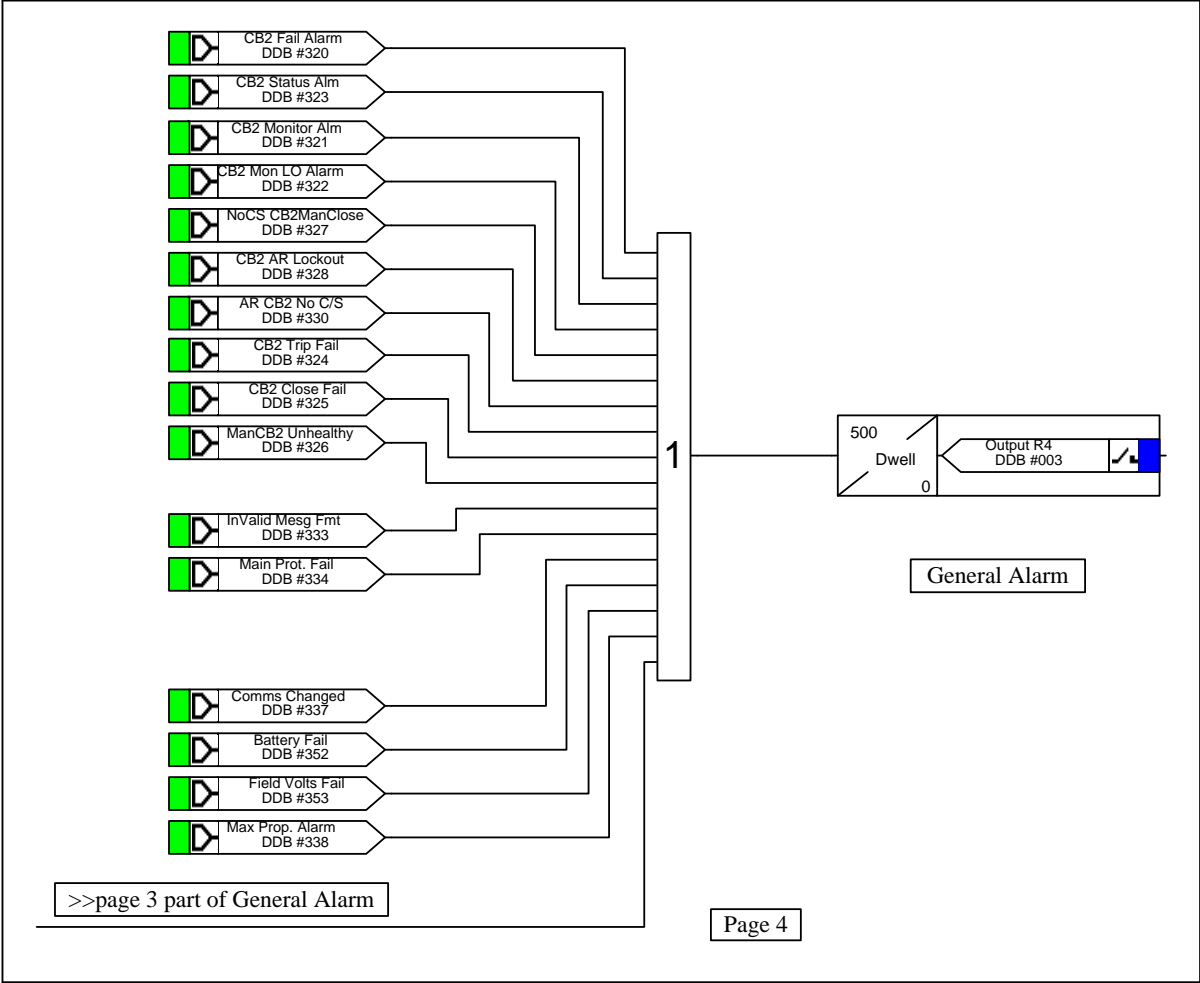 CB2 Fail Alarm
DDB #320
CB2 Status Alm
DDB #323
CB2 Monitor Alm
DDB #321
CB2 Mon LO Alarm
DDB #322
NoCS CB2ManClose
DDB #327
CB2 AR Lockout
DDB #328
AR CB2 No C/S
DDB #330
CB2 Trip Fail
DDB #324
CB2 Close Fail
DDB #325
ManCB2 Unhealthy
DDB #326
InValid Mesg Fmt
DDB #333
Main Prot. Fail
DDB #334
Comms Changed
DDB #337
Battery Fail
DDB #352
Field Volts Fail
DDB #353
Max Prop. Alarm
DDB #338
1
500
Dwell
0
Output R4
DDB #003
General Alarm
>>page 3 part of General Alarm
Page 4